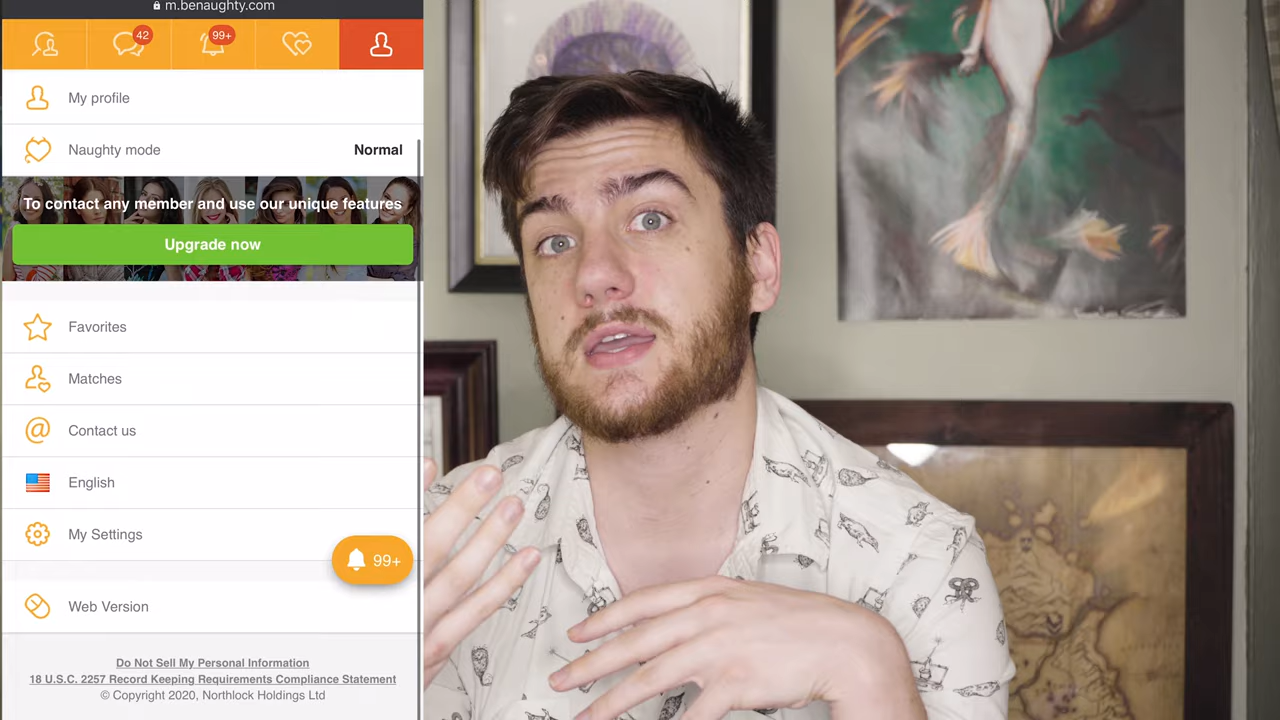 m.benaughty.com
42
99+
My profile
Naughty mode
Normal
To contact any member and use our unique features
Upgrade now
Favorites
Matches
Contact us
English
My Settings
99+
Web Version
Do Not Sell My Personal Information
18 U.S.C. 2257 Record Keeping Requirements Compliance Statement
© Copyright 2020, Northlock Holdings Ltd